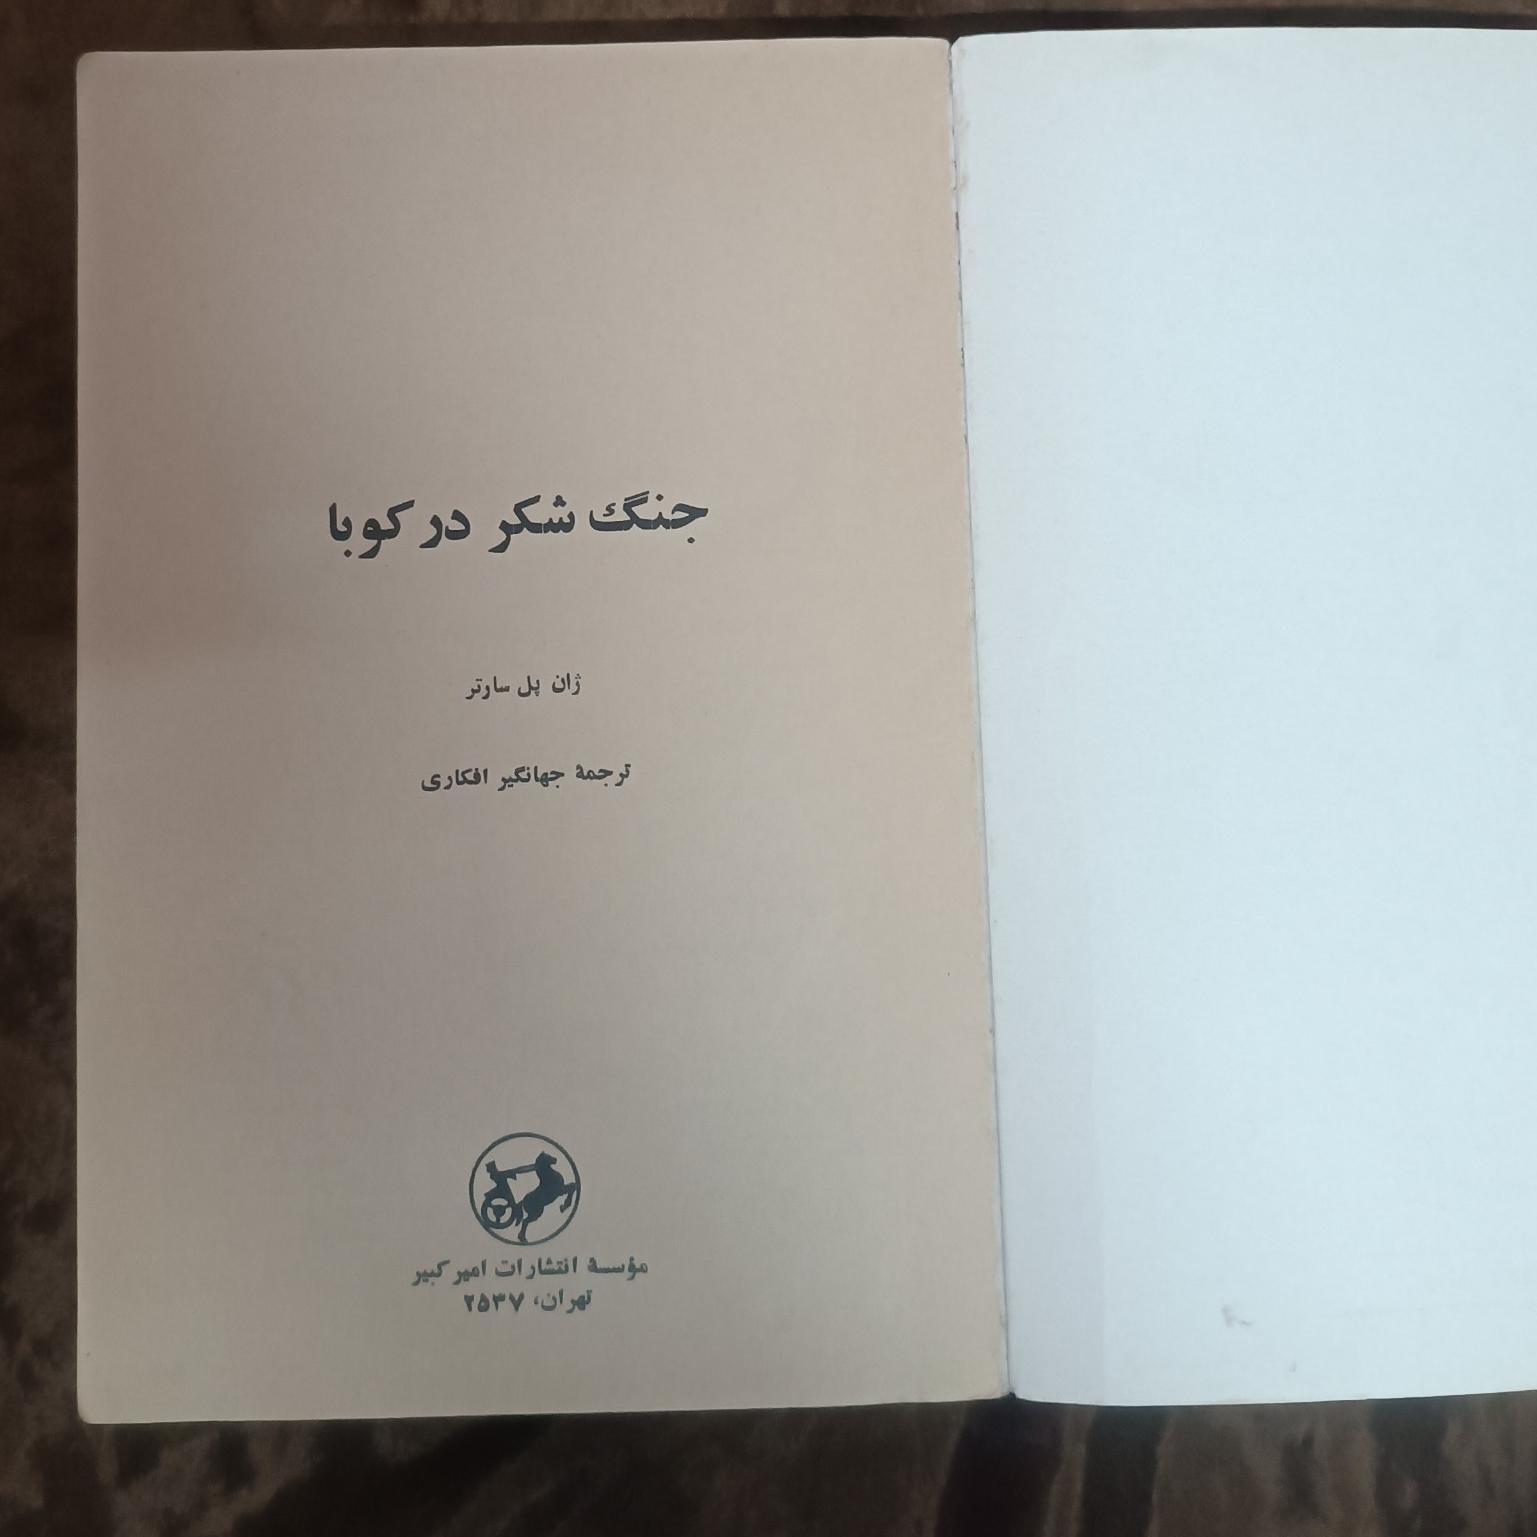 جنگ شکر در کوبا
ژان پل سارتر
ترجمهٔ جهانگیر افکاری
مؤسسهٔ انتشارات امیرکبیر
تهران، ۲۵۳۷